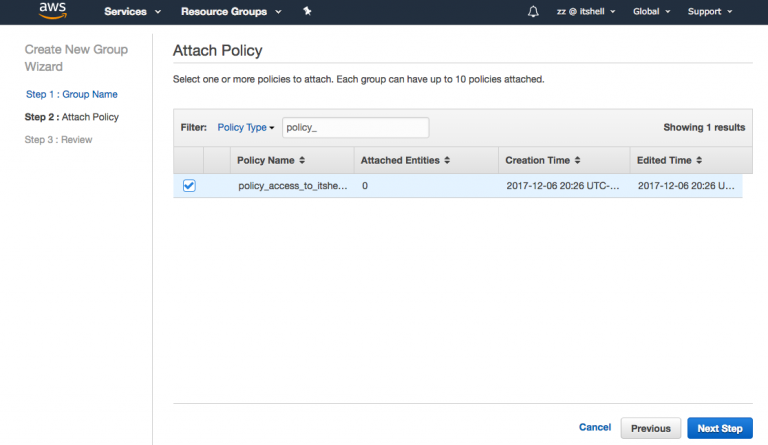 aws
Services
Resource Groups
zz @ itshell
Global
Support
Create New Group
Wizard
Step 1 : Group Name
Step 2 : Attach Policy
Step 3 : Review
Attach Policy
Select one or more policies to attach. Each group can have up to 10 policies attached.
Filter: Policy Type policy_ Showing 1 results
Policy Name Attached Entities Creation Time Edited Time
policy_access_to_itshe... 0 2017-12-06 20:26 UTC-... 2017-12-06 20:26 U...
Cancel Previous Next Step